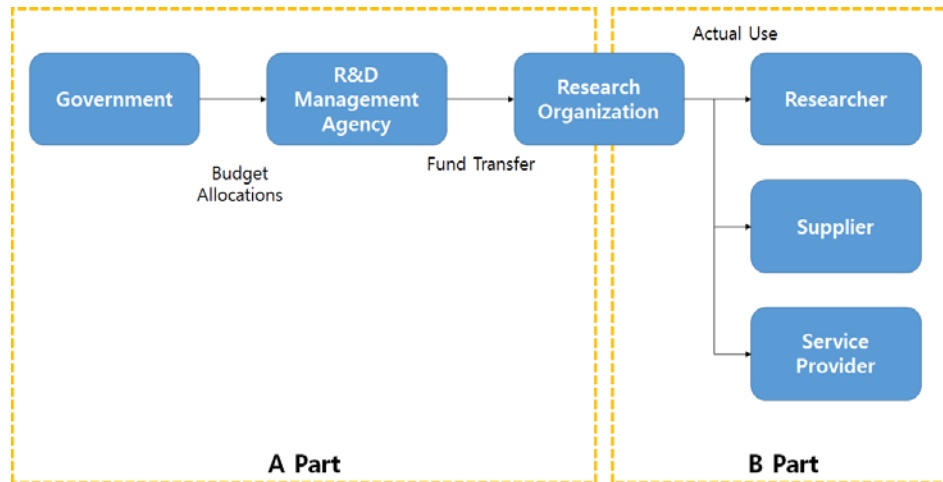 Actual Use
Government
R&D
Management
Agency
Research
Organization
Researcher
Budget
Allocations
Fund Transfer
Supplier
Service
Provider
A Part
B Part